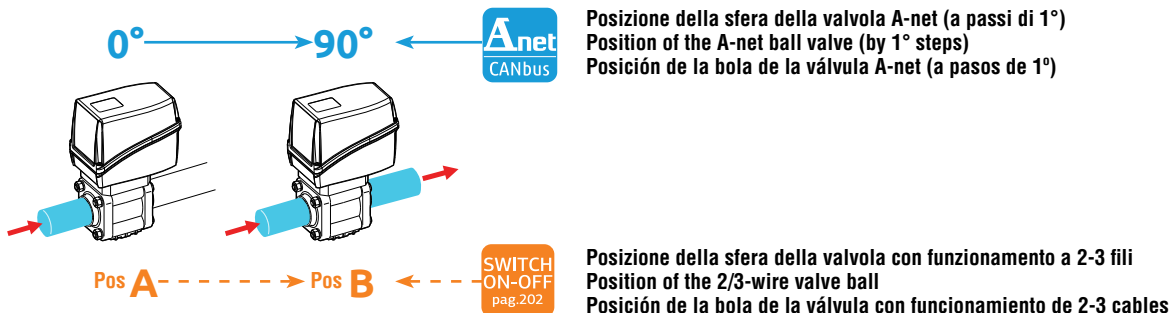 0° 90° Anet CANbus
Posizione della sfera della valvola A-net (a passi di 1°)
Position of the A-net ball valve (by 1° steps)
Posición de la bola de la válvula A-net (a pasos de 1º)
Pos A Pos B
SWITCH
ON-OFF
pag.202
Posizione della sfera della valvola con funzionamento a 2-3 fili
Position of the 2/3-wire valve ball
Posición de la bola de la válvula con funcionamiento de 2-3 cables